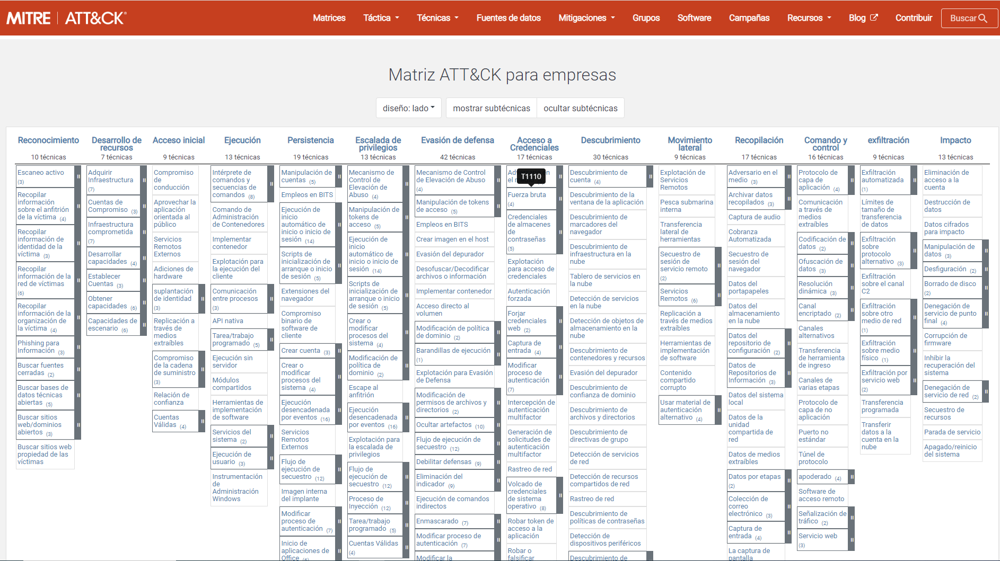 MITRE | ATT&CK®
Matrices
Táctica
Técnicas
Fuentes de datos
Mitigaciones
Grupos
Software
Campañas
Recursos
Blog
Contribuir
Buscar
Matriz ATT&CK para empresas
diseño: lado
mostrar subtécnicas
ocultar subtécnicas
Reconocimiento
10 técnicas
Escaneo activo
(3)
Recopilar
información
sobre el anfitrión
de la víctima (4)
Recopilar
información de
identidad de la
víctima (3)
Recopilar
información de la
red de víctimas
(6)
Recopilar
información de la
organización de
la víctima (4)
Phishing para
Información (3)
Buscar fuentes
cerradas (2)
Buscar bases de
datos técnicas
abiertas (5)
Buscar sitios
web/dominios
abiertos (3)
Buscar sitios web
propiedad de las
víctimas
Desarrollo de
recursos
7 técnicas
Adquirir
Infraestructura
(7)
Cuentas de
Compromiso (3)
Infraestructura
comprometida
(7)
Desarrollar
capacidades (4)
Establecer
Cuentas (3)
Obtener
capacidades (6)
Capacidades de
escenario (6)
Acceso inicial
9 técnicas
Compromiso
de
conducción
Aprovechar la
aplicación
orientada al
público
Servicios
Remotos
Externos
Adiciones de
hardware
suplantación
de identidad
(3)
Replicación a
través de
medios
extraíbles
Compromiso
de la cadena
de suministro
(3)
Relación de
confianza
Cuentas
Válidas (4)
Ejecución
13 técnicas
Intérprete de
comandos y
secuencias de
comandos (8)
Comando de
Administración
de Contenedores
Implementar
contenedor
Explotación para
la ejecución del
cliente
Comunicación
entre procesos
(3)
API nativa
Tarea/trabajo
programado (5)
Ejecución sin
servidor
Módulos
compartidos
Herramientas de
implementación
de software
Servicios del
sistema (2)
Ejecución de
usuario (3)
Instrumentación
de
Administración
Windows
Persistencia
19 técnicas
Manipulación de
cuentas (5)
Empleos en BITS
Ejecución de
inicio
automático de
inicio o inicio de
sesión (14)
Scripts de
inicialización de
arranque o inicio
de sesión (5)
Extensiones del
navegador
Compromiso
binario de
software de
cliente
Crear cuenta (3)
Crear o
modificar
procesos del
sistema (4)
Ejecución
desencadenada
por eventos (16)
Servicios
Remotos
Externos
Flujo de
ejecución de
secuestro (12)
Imagen interna
del implante
Modificar
proceso de
autenticación (7)
Inicio de
aplicaciones de
Office (6)
Escalada de
privilegios
13 técnicas
Mecanismo de
Control de
Elevación de
Abuso (4)
Manipulación de
tokens de
acceso (5)
Ejecución de
inicio
automático de
inicio o inicio de
sesión (14)
Scripts de
inicialización de
arranque o inicio
de sesión (5)
Crear o
modificar
procesos del
sistema (4)
Modificación de
política de
dominio (2)
Escape al
anfitrión
Ejecución
desencadenada
por eventos (16)
Explotación para
la escalada de
privilegios
Flujo de
ejecución de
secuestro (12)
Proceso de
Inyección (12)
Tarea/trabajo
programado (5)
Cuentas Válidas
(4)
Evasión de defensa
42 técnicas
Mecanismo de Control
de Elevación de Abuso
(4)
Manipulación de tokens
de acceso (5)
Empleos en BITS
Crear imagen en el host
Evasión del depurador
Desofuscar/Decodificar
archivos o información
Implementar contenedor
Acceso directo al
volumen
Modificación de política
de dominio (2)
Barandillas de ejecución
(1)
Explotación para Evasión
de Defensa
Modificación de
permisos de archivos y
directorios (2)
Ocultar artefactos (10)
Flujo de ejecución de
secuestro (12)
Debilitar defensas (9)
Eliminación del
indicador (9)
Ejecución de comandos
indirectos
Enmascarado (7)
Modificar proceso de
autenticación (7)
Modificar la
Acceso a
Credenciales
17 técnicas
T1110
Fuerza bruta
(4)
Credenciales
de almacenes
de
contraseñas
(5)
Explotación
para acceso de
credenciales
Autenticación
forzada
Forjar
credenciales
web (2)
Captura de
entrada (4)
Modificar
proceso de
autenticación
(7)
Intercepción de
autenticación
multifactor
Generación de
solicitudes de
autenticación
multifactor
Rastreo de red
Volcado de
credenciales
de sistema
operativo (8)
Robar token de
acceso a la
aplicación
Robar o
falsificar
Descubrimiento
30 técnicas
Descubrimiento de
cuenta (4)
Descubrimiento de la
ventana de la aplicación
Descubrimiento de
marcadores del
navegador
Descubrimiento de
infraestructura en la
nube
Tablero de servicios en
la nube
Detección de servicios
en la nube
Detección de objetos de
almacenamiento en la
nube
Descubrimiento de
contenedores y recursos
Evasión del depurador
Descubrimiento de
confianza de dominio
Descubrimiento de
archivos y directorios
Descubrimiento de
directivas de grupo
Detección de servicios
de red
Detección de recursos
compartidos de red
Rastreo de red
Descubrimiento de
políticas de contraseñas
Detección de
dispositivos periféricos
Descubrimiento de
Movimiento
lateral
9 técnicas
Explotación de
Servicios
Remotos
Pesca submarina
interna
Transferencia
lateral de
herramientas
Secuestro de
sesión de
servicio remoto
(2)
Servicios
Remotos (6)
Replicación a
través de medios
extraíbles
Herramientas de
implementación
de software
Contenido
compartido
corrupto
Usar material de
autenticación
alternativo (4)
Recopilación
17 técnicas
Adversario en el
medio (3)
Archivar datos
recopilados (3)
Captura de audio
Cobranza
Automatizada
Secuestro de
sesión del
navegador
Datos del
portapapeles
Datos del
almacenamiento
en la nube
Datos del
repositorio de
configuración (2)
Datos de
Repositorios de
Información (3)
Datos del sistema
local
Datos de la
unidad
compartida de
red
Datos de medios
extraíbles
Datos por etapas
(2)
Colección de
correo
electrónico (3)
Captura de
entrada (4)
La captura de
pantalla
Comando y
control
16 técnicas
Protocolo de
capa de
aplicación (4)
Comunicación
a través de
medios
extraíbles
Codificación de
datos (2)
Ofuscación de
datos (3)
Resolución
dinámica (3)
Canal
encriptado (2)
Canales
alternativos
Transferencia
de herramienta
de ingreso
Canales de
varias etapas
Protocolo de
capa de no
aplicación
Puerto no
estándar
Túnel de
protocolo
apoderado (4)
Software de
acceso remoto
Señalización de
tráfico (2)
Servicio web
(3)
exfiltración
9 técnicas
Exfiltración
automatizada
(1)
Límites de
tamaño de
transferencia
de datos
Exfiltración
sobre
protocolo
alternativo (3)
Exfiltración
sobre el canal
C2
Exfiltración
sobre otro
medio de red
(1)
Exfiltración
sobre medio
físico (1)
Exfiltración por
servicio web
(2)
Transferencia
programada
Transferir
datos a la
cuenta en la
nube
Impacto
13 técnicas
Eliminación de
acceso a la
cuenta
Destrucción de
datos
Datos cifrados
para impacto
Manipulación de
datos (3)
Desfiguración (2)
Borrado de disco
(2)
Denegación de
servicio de punto
final (4)
Corrupción de
firmware
Inhibir la
recuperación del
sistema
Denegación de
servicio de red (2)
Secuestro de
recursos
Parada de servicio
Apagado/reinicio
del sistema